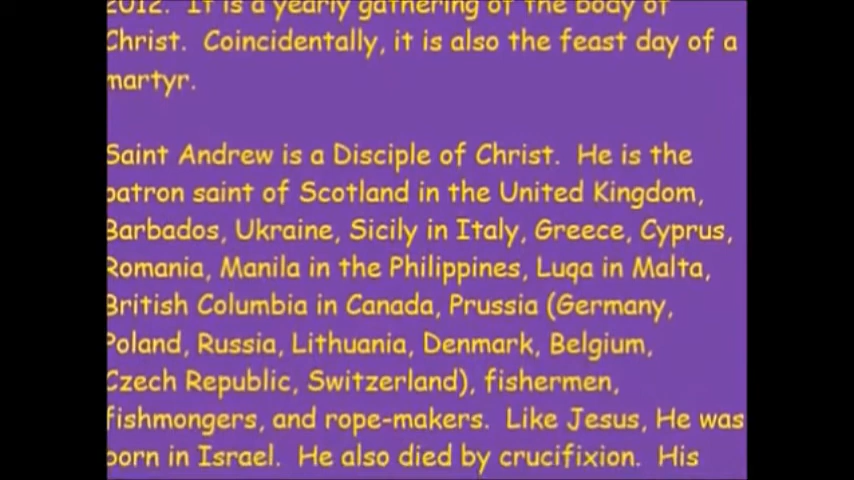 2012. It is a yearly gathering of the body of
Christ. Coincidentally, it is also the feast day of a
martyr.
Saint Andrew is a Disciple of Christ. He is the
patron saint of Scotland in the United Kingdom,
Barbados, Ukraine, Sicily in Italy, Greece, Cyprus,
Romania, Manila in the Philippines, Luqa in Malta,
British Columbia in Canada, Prussia (Germany,
Poland, Russia, Lithuania, Denmark, Belgium,
Czech Republic, Switzerland), fishermen,
fishmongers, and rope-makers. Like Jesus, He was
born in Israel. He also died by crucifixion. His